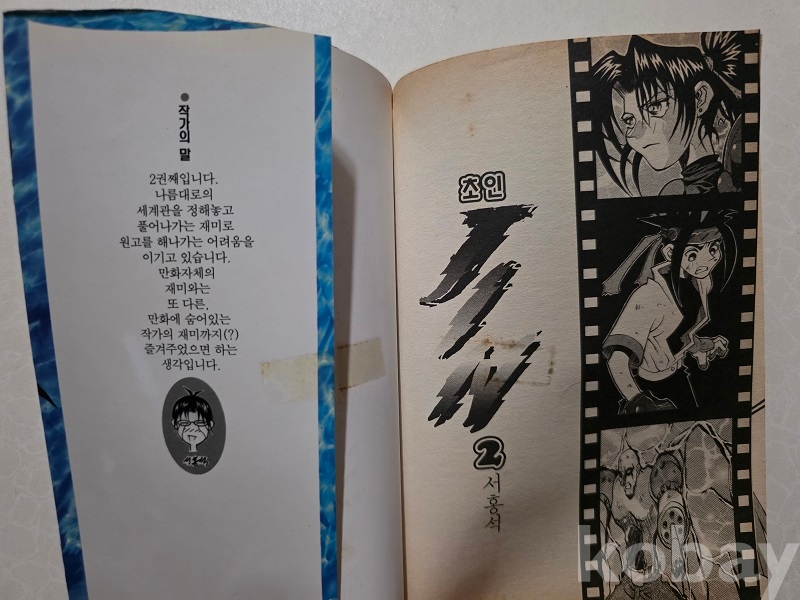 작가의 말
2권째입니다.
나름대로의
세계관을 정해놓고
풀어나가는 재미로
원고를 해나가는 어려움을
이기고 있습니다.
만화자체의
재미와는
또 다른,
만화에 숨어있는
작가의 재미까지(?)
즐겨주었으면 하는
생각입니다.
서홍석
초인
JIN
2
서홍석
kobay